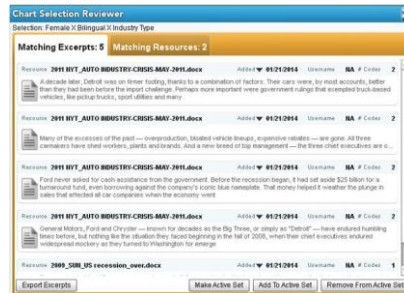 Chart Selection Reviewer
Selection: Female X Bilingual X Industry Type
Matching Excerpts: 5 Matching Resources: 2
Resource 2011 NYT_AUTO INDUSTRY-CRISIS-MAY-2011.docx Added 01/21/2014 Username NA # Codes 2
A decade later, Detroit was on firmer footing, thanks to a combination of factors. Their cars were, by most accounts, better
than they had been before the import challenge. Perhaps more important were government rulings that exempted truck-based
vehicles, like pickup trucks, sport utilities and many
Resource 2011 NYT_AUTO INDUSTRY-CRISIS-MAY-2011.docx Added 01/21/2014 Username NA # Codes 2
Many of the excesses of the past — overproduction, bloated vehicle lineups, expensive rebates — are gone. All three
carmakers have shed workers, plants and brands. And a new breed of top management — the three chief executives are o...
Resource 2011 NYT_AUTO INDUSTRY-CRISIS-MAY-2011.docx Added 01/21/2014 Username NA # Codes 2
Ford never asked for cash assistance from the government. Before the recession began, it had set aside $25 billion for a
turnaround fund, even borrowing against the company's iconic blue nameplate. That money helped it weather the plunge in
sales that affected all car companies when the economy went
Resource 2011 NYT_AUTO INDUSTRY-CRISIS-MAY-2011.docx Added 01/21/2014 Username NA # Codes 2
General Motors, Ford and Chrysler — known for decades as the Big Three, or simply as "Detroit" — have endured humbling
times before, but nothing like the situation they faced beginning in the fall of 2008, when their chief executives endured
widespread mockery as they turned to Washington for emerge
Resource 2009_SUN_US recession_over.docx Added 01/21/2014 Username NA # Codes 1
Export Excerpts Make Active Set Add To Active Set Remove From Active Set